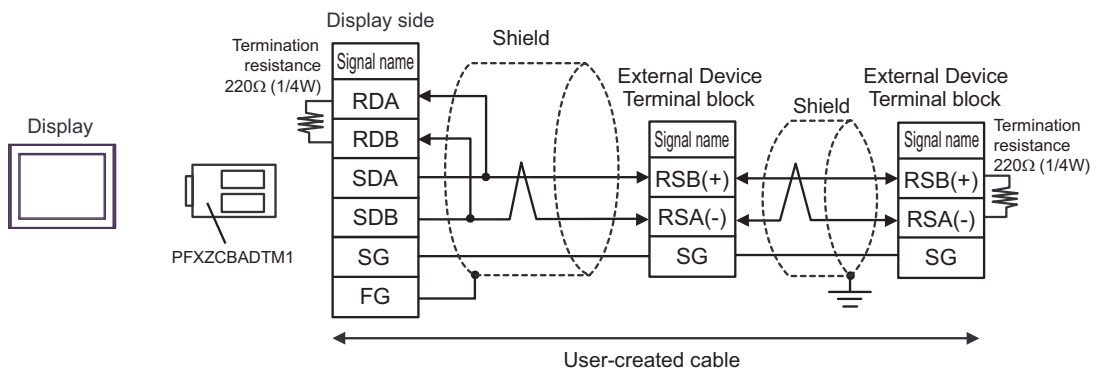 Display
PFXZCBADTM1
Display side
Termination
resistance
220Ω (1/4W)
Signal name
RDA
RDB
SDA
SDB
SG
FG
Shield
External Device
Terminal block
Signal name
RSB(+)
RSA(-)
SG
Shield
External Device
Terminal block
Signal name
RSB(+)
RSA(-)
SG
Termination
resistance
220Ω (1/4W)
User-created cable